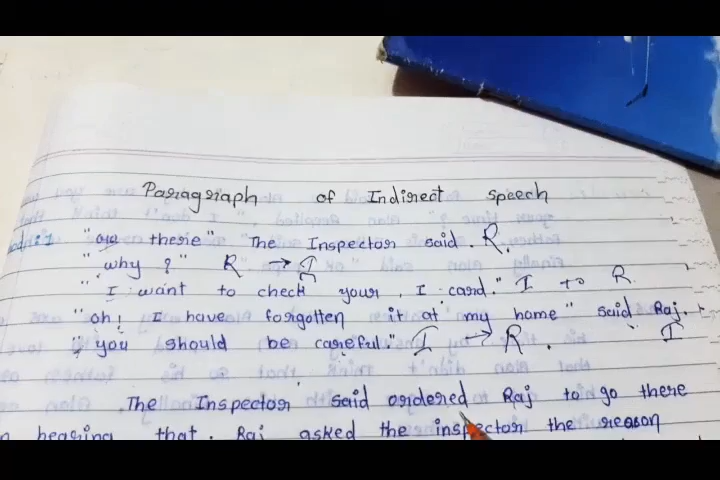 Paragraph of Indirect speech
"are there" The Inspector said. R.
"why ?" R → I
"I want to check your, I card." I to R
"oh! I have forgotten it at my home" said Raj.
"you should be careful. I → R. I
The Inspector said ordered Raj to go there
hearing that. Raj asked the inspector the reason